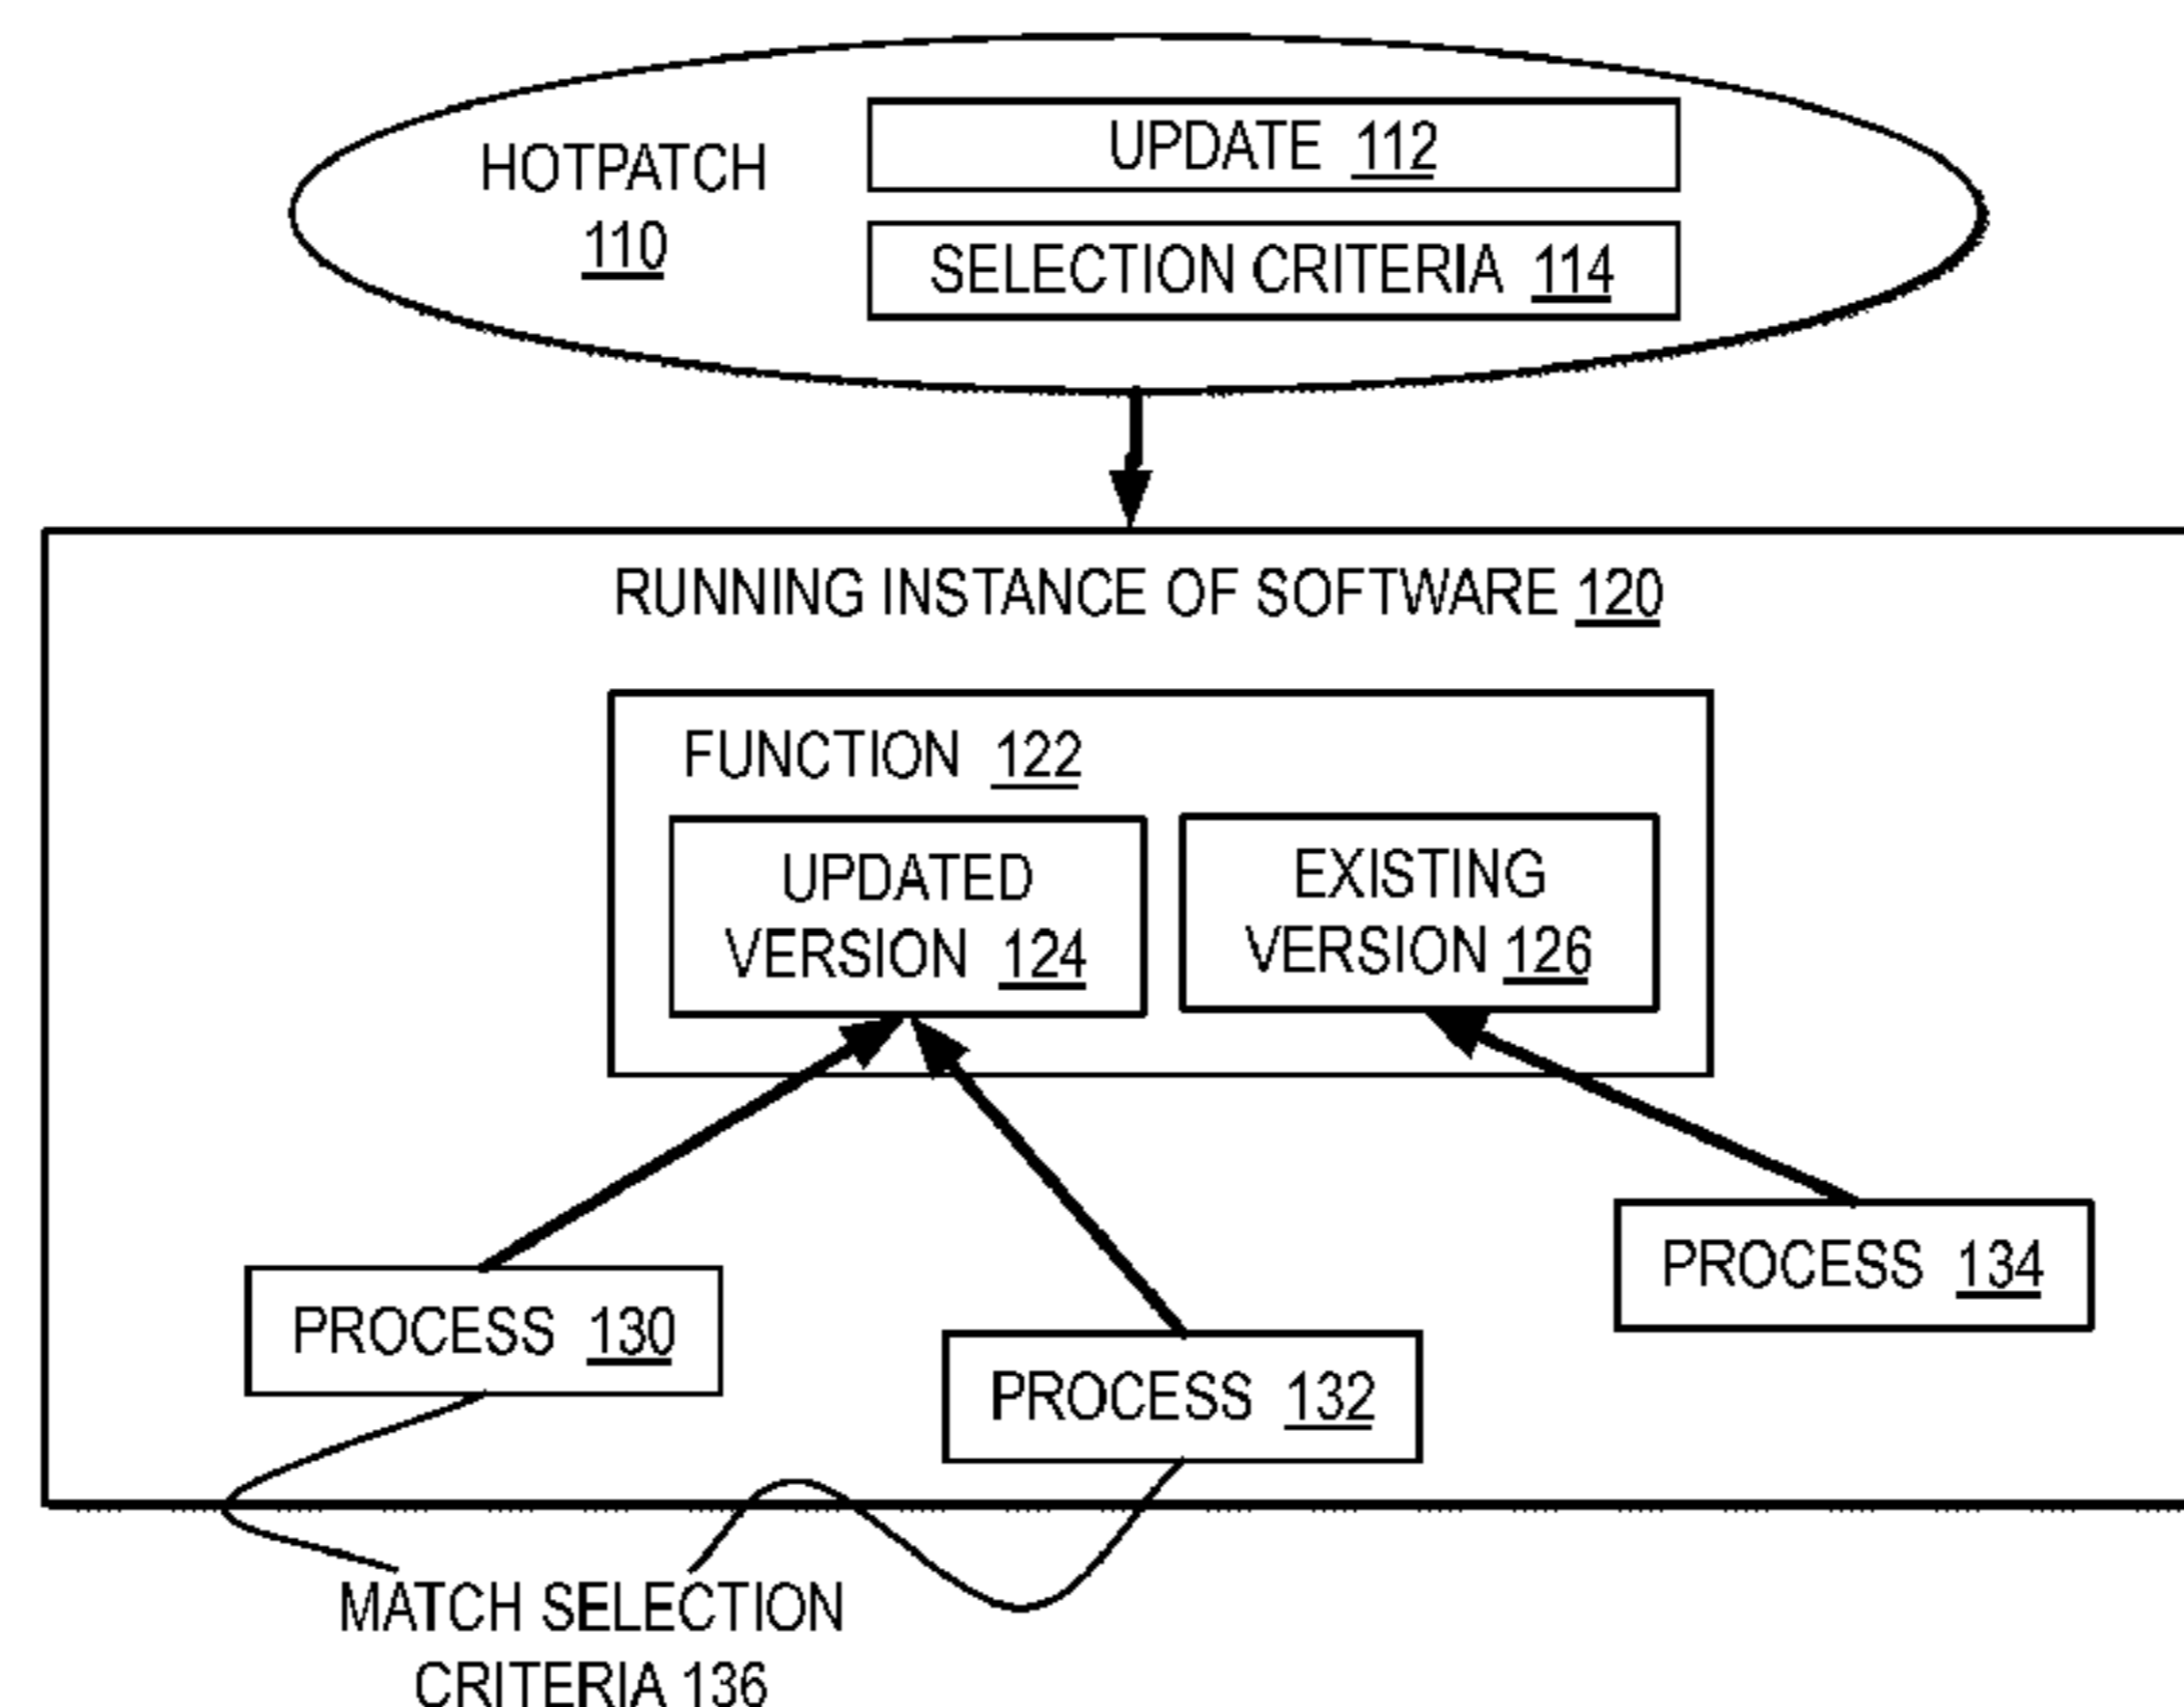 HOTPATCH
110
UPDATE 112
SELECTION CRITERIA 114
RUNNING INSTANCE OF SOFTWARE 120
FUNCTION 122
UPDATED
VERSION 124
EXISTING
VERSION 126
PROCESS 130
PROCESS 132
PROCESS 134
MATCH SELECTION
CRITERIA 136